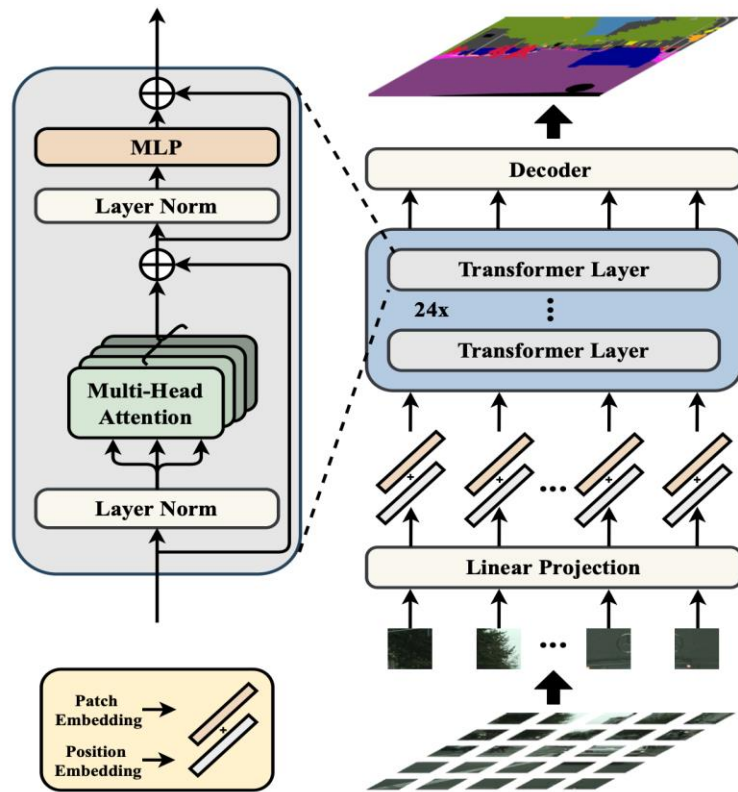 MLP
Layer Norm
Multi-Head
Attention
Layer Norm
Patch
Embedding
+
Position
Embedding
Decoder
Transformer Layer
24x
Transformer Layer
+ + ... + +
Linear Projection
...